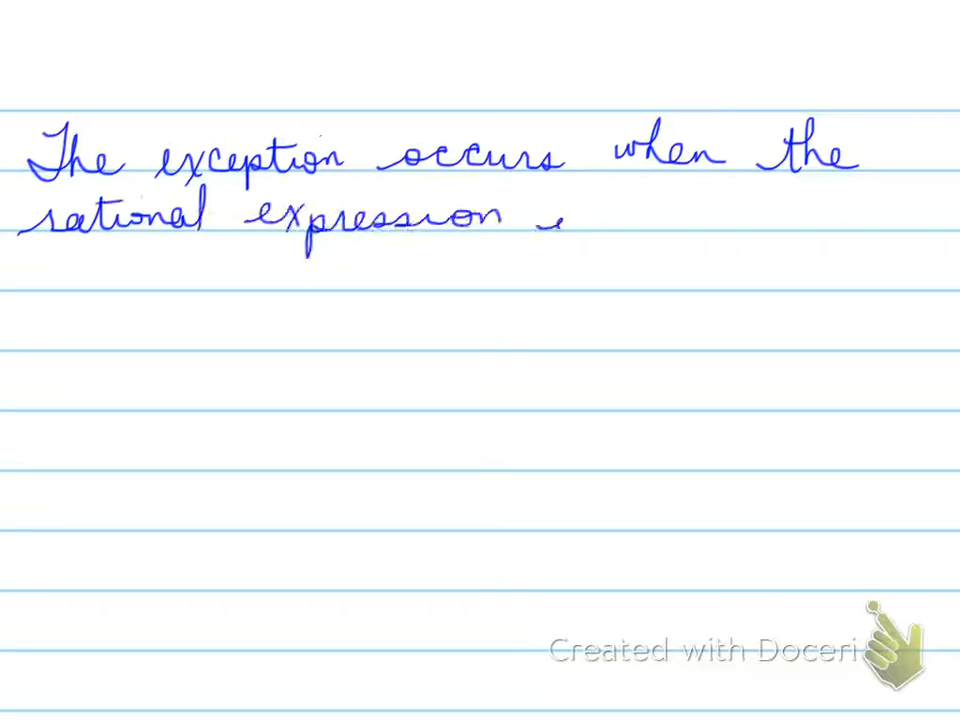 The exception occurs when the
rational expression
Created with Doceri